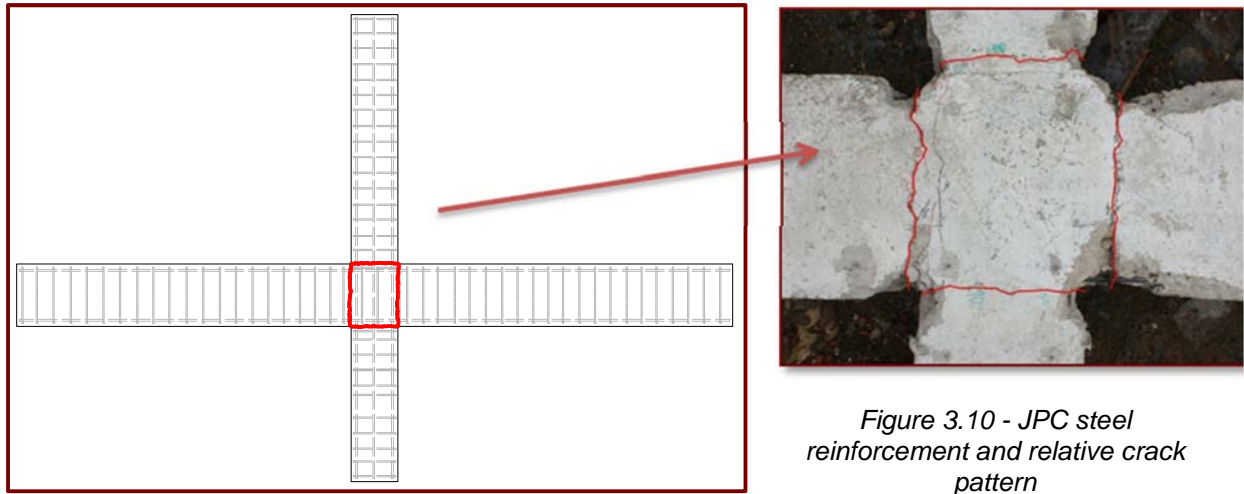 Figure 3.10 - JPC steel
reinforcement and relative crack
pattern